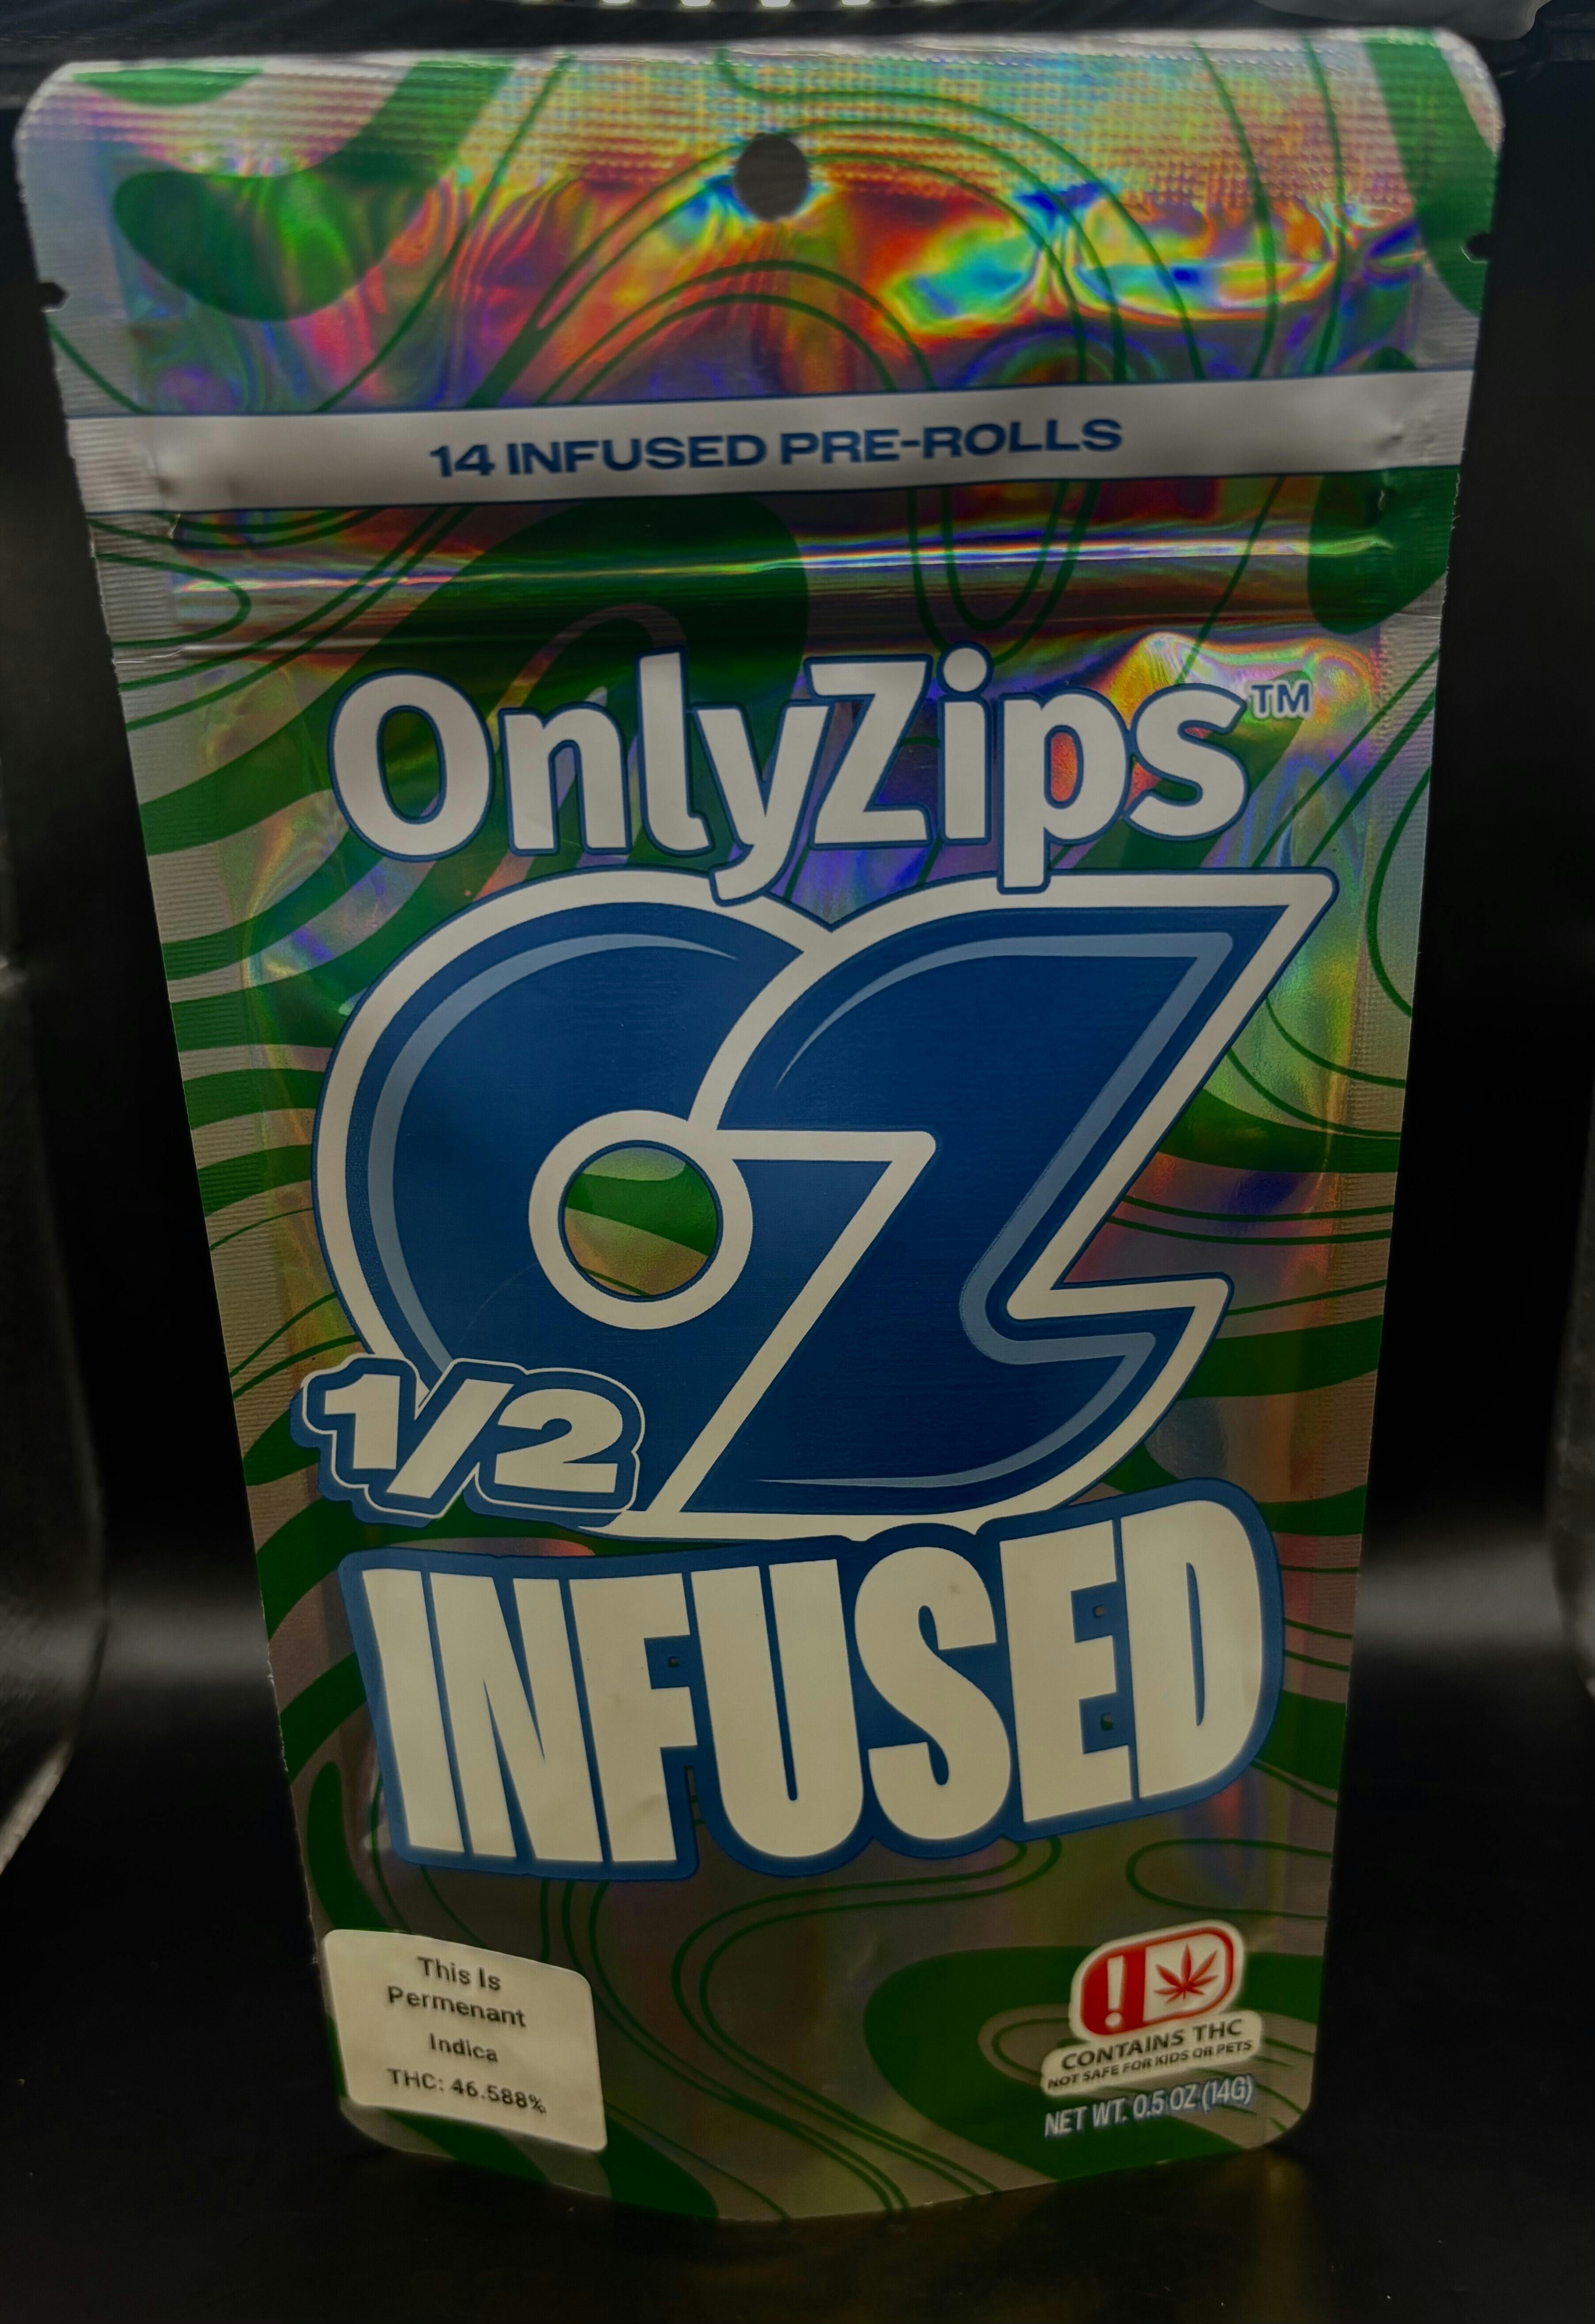 14 INFUSED PRE-ROLLS
OnlyZips™
OZ
1/2
INFUSED
This Is
Permenant
Indica
THC: 46.588%
!
CONTAINS THC
NOT SAFE FOR KIDS OR PETS
NET WT. 0.5 OZ (14G)